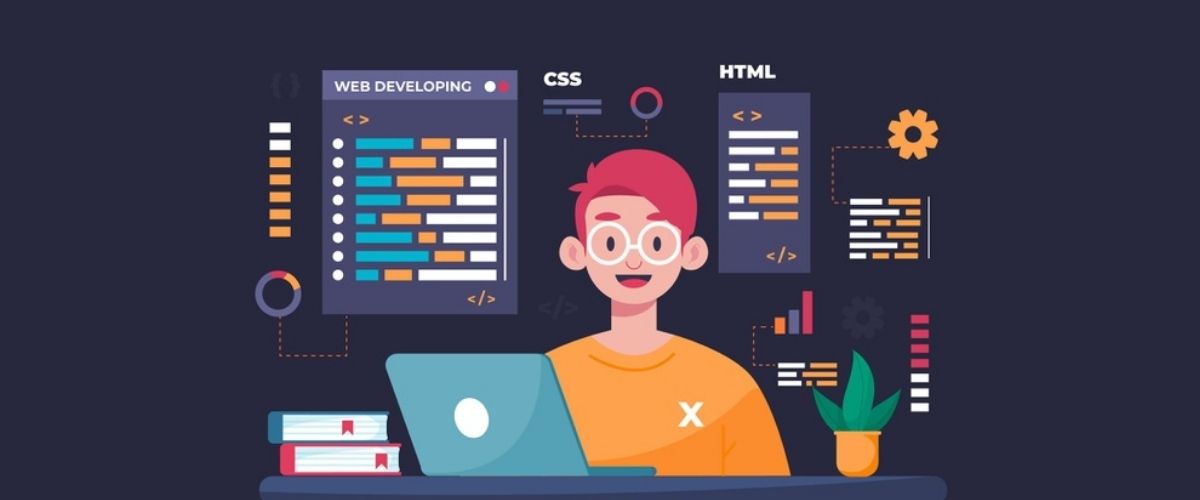 WEB DEVELOPING
< >
</>
CSS
HTML
< >
</>
{ }
</>
X